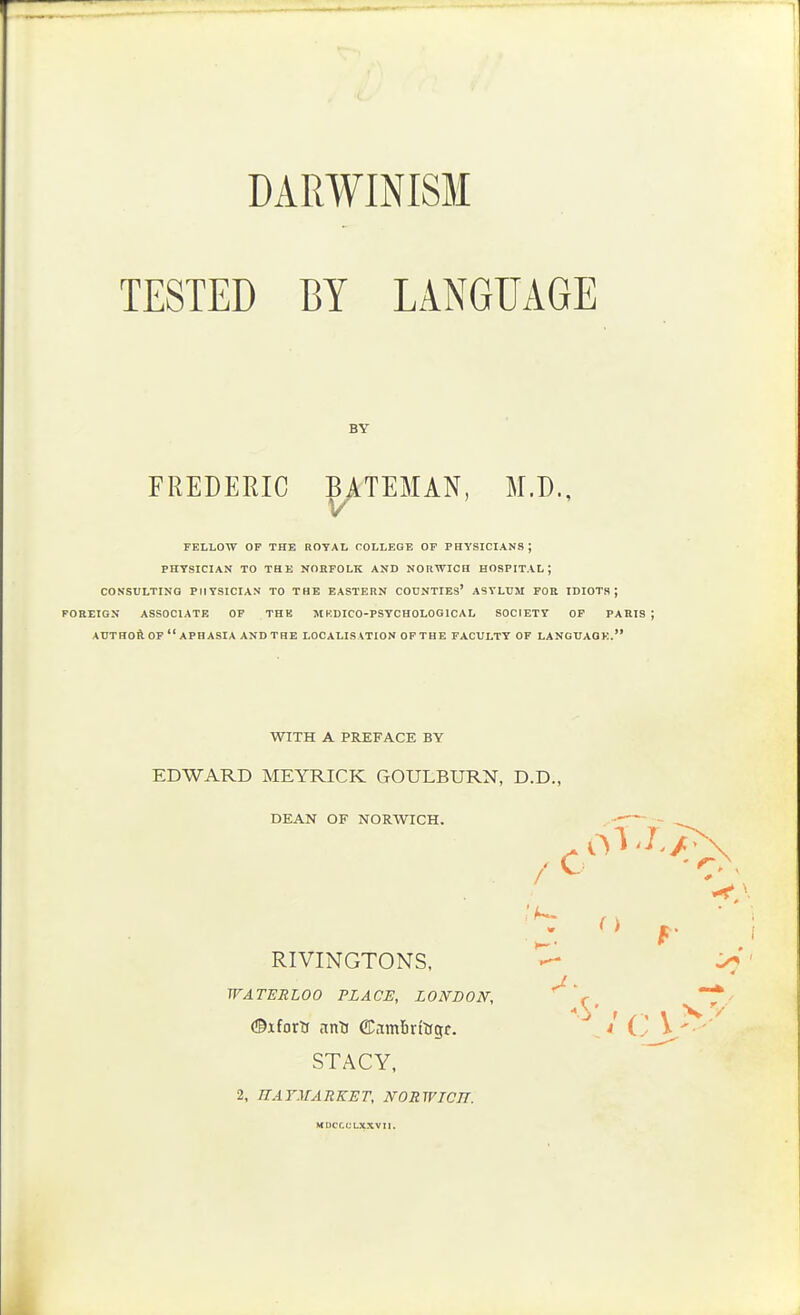 DARWINISM
TESTED BY LANGUAGE
BY
FREDERIC BATEMAN, M.D.,
FELLOW OF THE ROYAL COLLEGE OF PHYSICIANS;
PHYSICIAN TO THE NORFOLK AND NORWICH HOSPITAL;
CONSULTING PHYSICIAN TO THE EASTERN COUNTIES' ASYLUM FOR IDIOTS;
FOREIGN ASSOCIATE OF THE MEDICO-PSYCHOLOGICAL SOCIETY OF PARIS;
AUTHOR OF "APHASIA AND THE LOCALISATION OF THE FACULTY OF LANGUAGE."
WITH A PREFACE BY
EDWARD MEYRICK GOULBURN, D.D.,
DEAN OF NORWICH.
RIVINGTONS,
WATERLOO PLACE, LONDON,
Oxford and Cambridge.
STACY,
2, HAYMARKET, NORWICH.
MDCCCLXXVII.